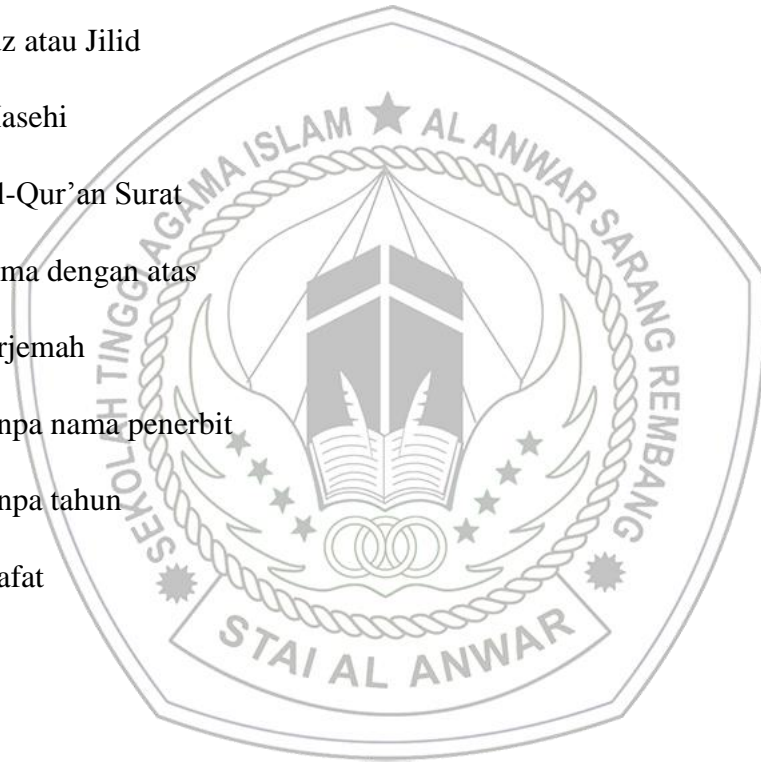 z atau Jilid
asehi
l-Qur’an Surat
ma dengan atas
rjemah
npa nama penerbit
npa tahun
afat
SEKOLAH TINGGI AGAMA ISLAM ★ AL ANWAR SARANG REMBANG
STAI AL ANWAR